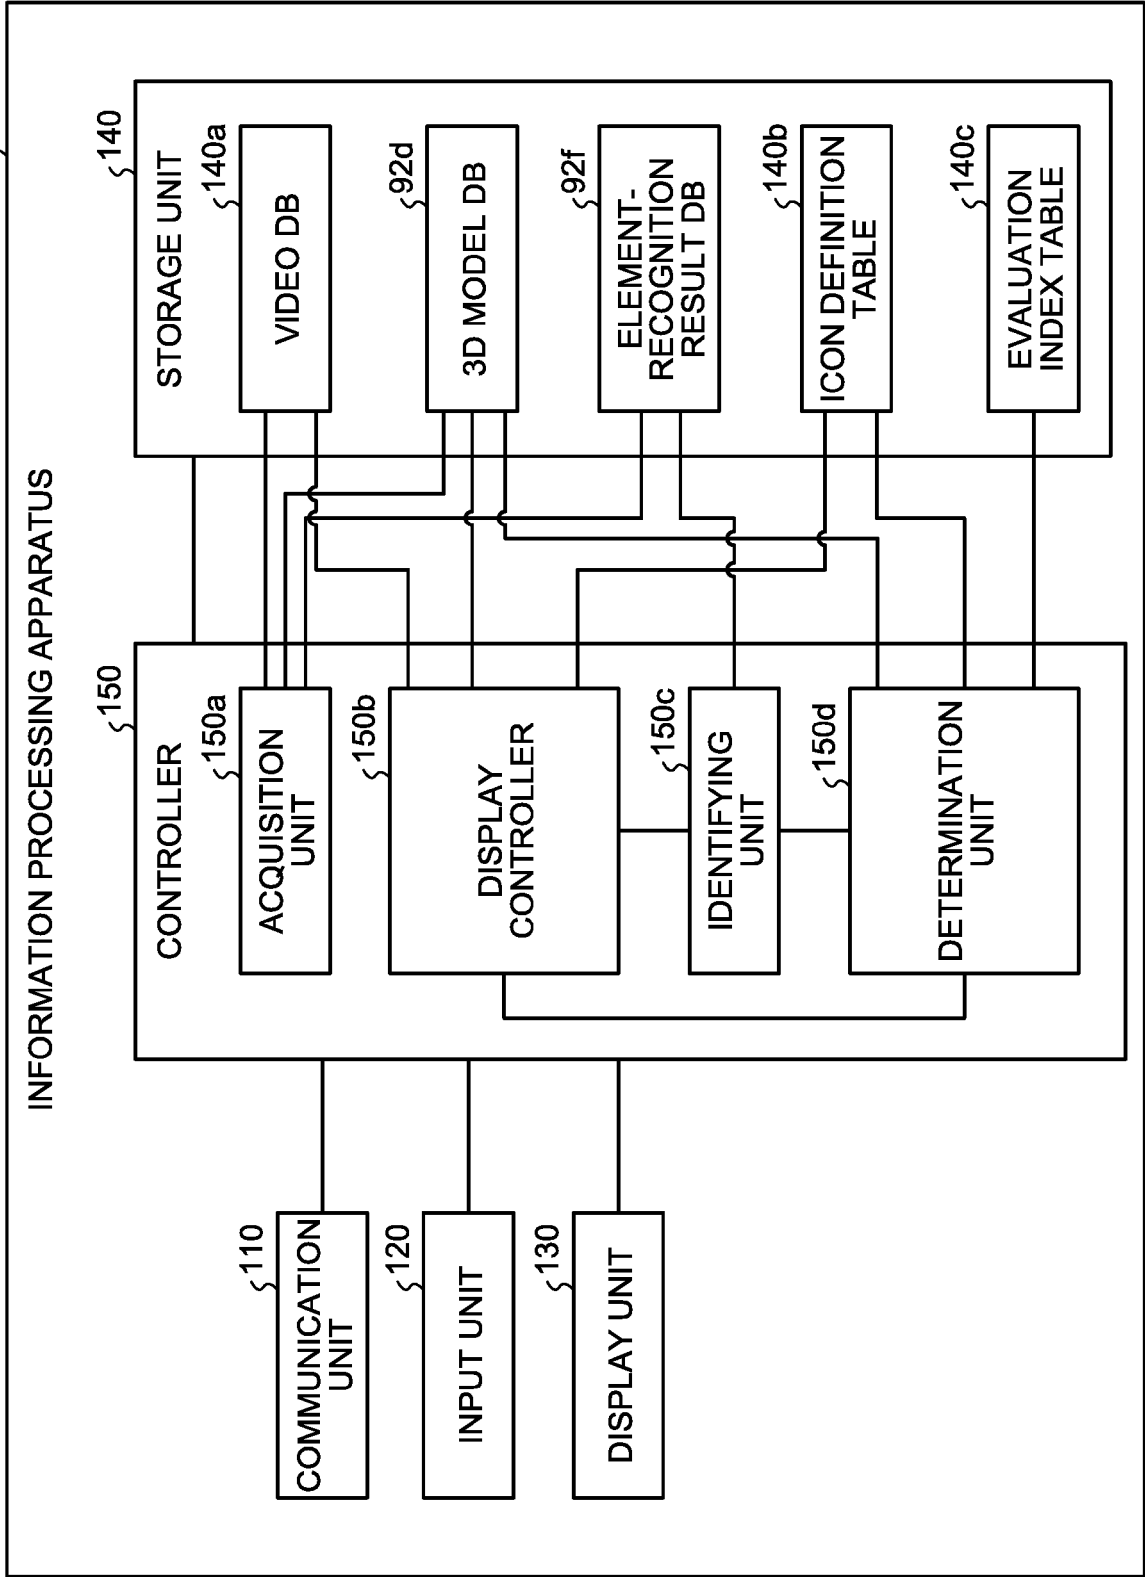 INFORMATION PROCESSING APPARATUS
110
COMMUNICATION
UNIT
120
INPUT UNIT
130
DISPLAY UNIT
150
CONTROLLER
150a
ACQUISITION
UNIT
150b
DISPLAY
CONTROLLER
150c
IDENTIFYING
UNIT
150d
DETERMINATION
UNIT
140
STORAGE UNIT
140a
VIDEO DB
92d
3D MODEL DB
92f
ELEMENT-
RECOGNITION
RESULT DB
140b
ICON DEFINITION
TABLE
140c
EVALUATION
INDEX TABLE